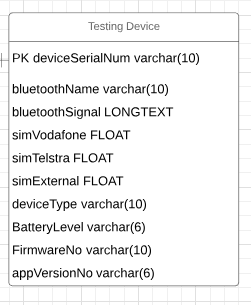 Testing Device
PK deviceSerialNum varchar(10)
bluetoothName varchar(10)
bluetoothSignal LONGTEXT
simVodafone FLOAT
simTelstra FLOAT
simExternal FLOAT
deviceType varchar(10)
BatteryLevel varchar(6)
FirmwareNo varchar(10)
appVersionNo varchar(6)